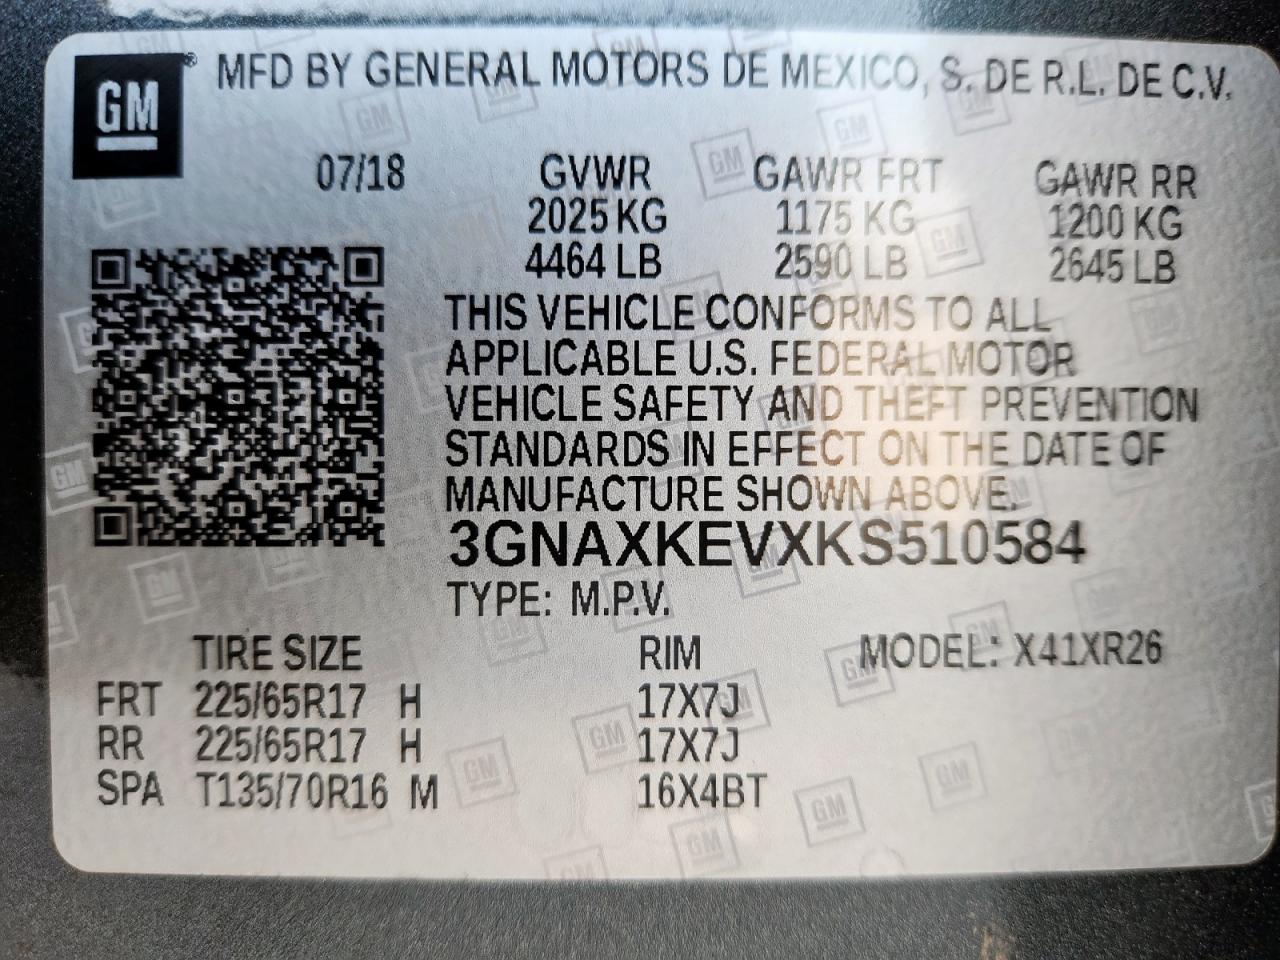 GM® MFD BY GENERAL MOTORS DE MEXICO, S. DE R.L. DE C.V.
07/18 GVWR GAWR FRT GAWR RR
2025 KG 1175 KG 1200 KG
4464 LB 2590 LB 2645 LB
THIS VEHICLE CONFORMS TO ALL
APPLICABLE U.S. FEDERAL MOTOR
VEHICLE SAFETY AND THEFT PREVENTION
STANDARDS IN EFFECT ON THE DATE OF
MANUFACTURE SHOWN ABOVE.
3GNAXKEVXKS510584
TYPE: M.P.V.
TIRE SIZE RIM MODEL: X41XR26
FRT 225/65R17 H 17X7J
RR 225/65R17 H 17X7J
SPA T135/70R16 M 16X4BT